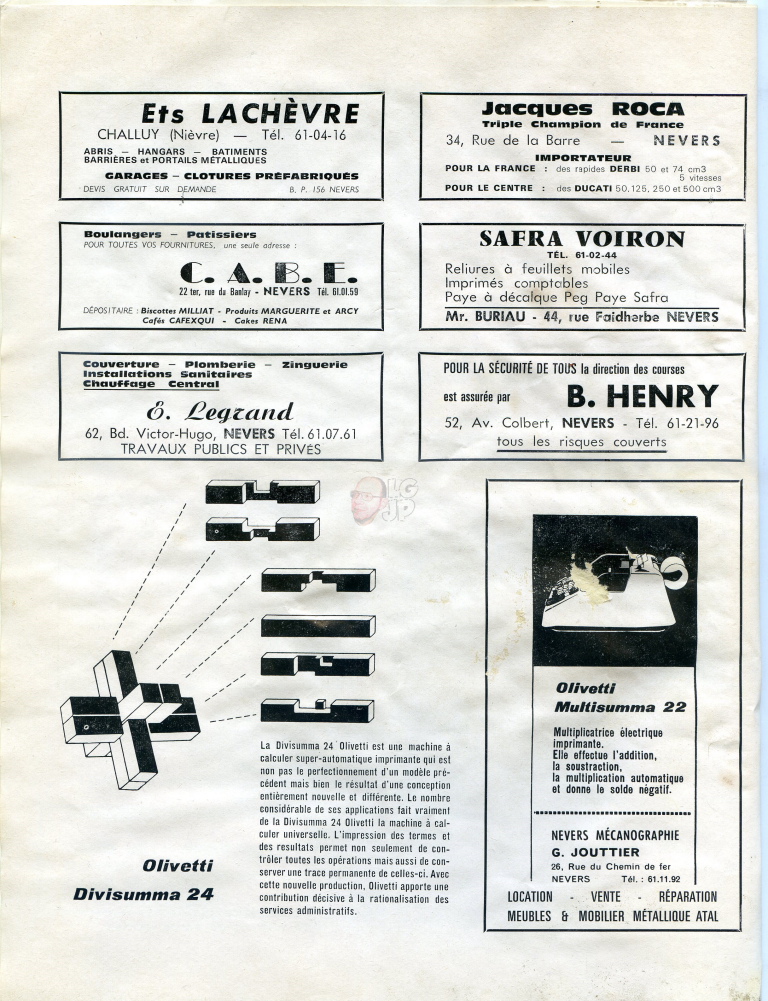 Ets LACHÈVRE
CHALLUY (Nièvre) — Tél. 61-04-16
ABRIS — HANGARS — BATIMENTS
BARRIÈRES et PORTAILS MÉTALLIQUES
GARAGES – CLOTURES PRÉFABRIQUÉS
DEVIS GRATUIT SUR DEMANDE B. P. 156 NEVERS
Jacques ROCA
Triple Champion de France
34, Rue de la Barre — NEVERS
IMPORTATEUR
POUR LA FRANCE : des rapides DERBI 50 et 74 cm3
5 vitesses
POUR LE CENTRE : des DUCATI 50.125, 250 et 500 cm3
Boulangers – Patissiers
POUR TOUTES VOS FOURNITURES, une seule adresse :
C. A. B. E.
22 ter, rue du Banlay - NEVERS Tél. 61.01.59
DÉPOSITAIRE : Biscottes MILLIAT - Produits MARGUERITE et ARCY
Cafés CAFEXQUI - Cakes RENA
SAFRA VOIRON
TÉL. 61-02-44
Reliures à feuillets mobiles
Imprimés comptables
Paye à décalque Peg Paye Safra
Mr. BURIAU - 44, rue Faidherbe NEVERS
Couverture – Plomberie – Zinguerie
Installations Sanitaires
Chauffage Central
E. Legrand
62, Bd. Victor-Hugo, NEVERS Tél. 61.07.61
TRAVAUX PUBLICS ET PRIVÉS
POUR LA SÉCURITÉ DE TOUS la direction des courses
est assurée par B. HENRY
52, Av. Colbert, NEVERS - Tél. 61-21-96
tous les risques couverts
LG
JP
La Divisumma 24 Olivetti est une machine à
calculer super-automatique imprimante qui est
non pas le perfectionnement d'un modèle pré-
cédent mais bien le résultat d'une conception
entièrement nouvelle et différente. Le nombre
considérable de ses applications fait vraiment
de la Divisumma 24 Olivetti la machine à cal-
culer universelle. L'impression des termes et
des resultats permet non seulement de con-
trôler toutes les opérations mais aussi de con-
server une trace permanente de celles-ci. Avec
cette nouvelle production, Olivetti apporte une
contribution décisive à la rationalisation des
services administratifs.
Olivetti
Divisumma 24
Olivetti
Multisumma 22
Multiplicatrice électrique
imprimante.
Elle effectue l'addition,
la soustraction,
la multiplication automatique
et donne le solde négatif.
NEVERS MÉCANOGRAPHIE
G. JOUTTIER
26, Rue du Chemin de fer
NEVERS Tél. : 61.11.92
LOCATION - VENTE - RÉPARATION
MEUBLES & MOBILIER MÉTALLIQUE ATAL